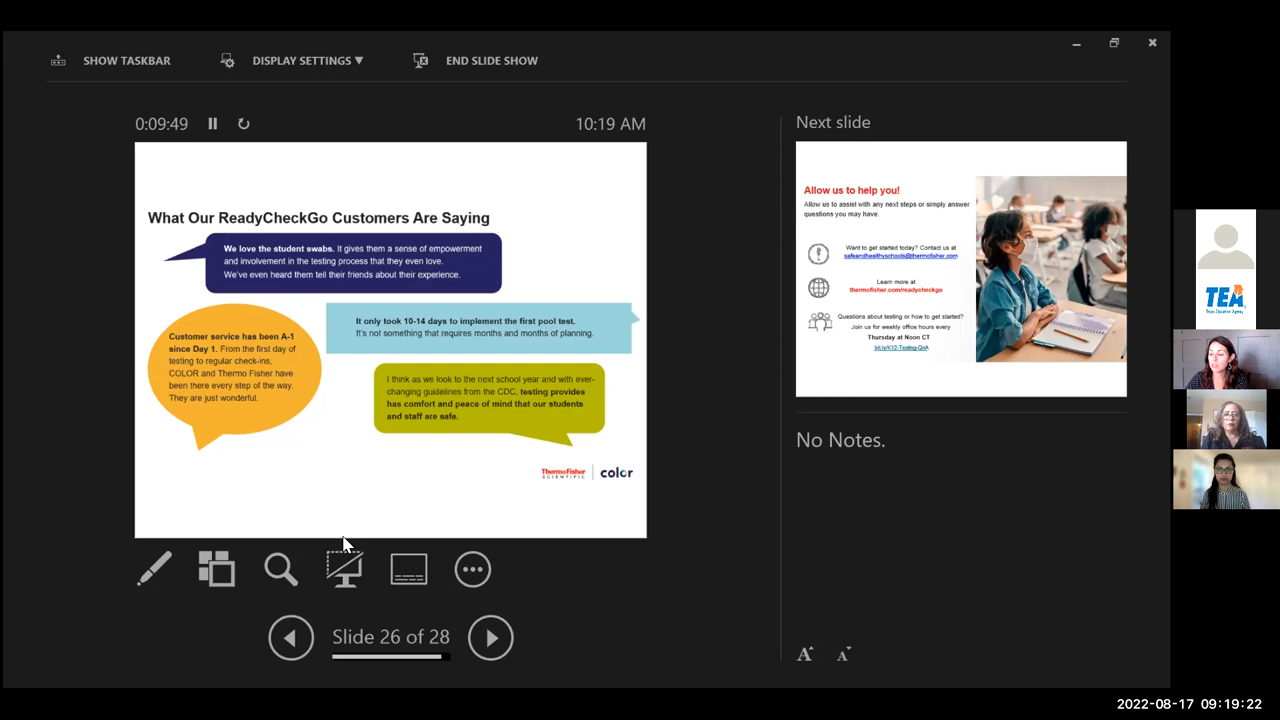 SHOW TASKBAR
DISPLAY SETTINGS ▼
END SLIDE SHOW
0:09:49
10:19 AM
What Our ReadyCheckGo Customers Are Saying
We love the student swabs. It gives them a sense of empowerment
and involvement in the testing process that they even love.
We've even heard them tell their friends about their experience.
It only took 10-14 days to implement the first pool test.
It's not something that requires months and months of planning.
Customer service has been A-1
since Day 1. From the first day of
testing to regular check-ins,
COLOR and Thermo Fisher have
been there every step of the way.
They are just wonderful.
I think as we look to the next school year and with ever-
changing guidelines from the CDC, testing provides
has comfort and peace of mind that our students
and staff are safe.
ThermoFisher
SCIENTIFIC
color
Slide 26 of 28
Next slide
Allow us to help you!
Allow us to assist with any next steps or simply answer
questions you may have.
Want to get started today? Contact us at
safeandhealthyschools@thermofisher.com
Learn more at
thermofisher.com/readycheckgo
Questions about testing or how to get started?
Join us for weekly office hours every
Thursday at Noon CT
bit.ly/K12-Testing-QnA
No Notes.
A A
TEA
Texas Education Agency
2022-08-17 09:19:22